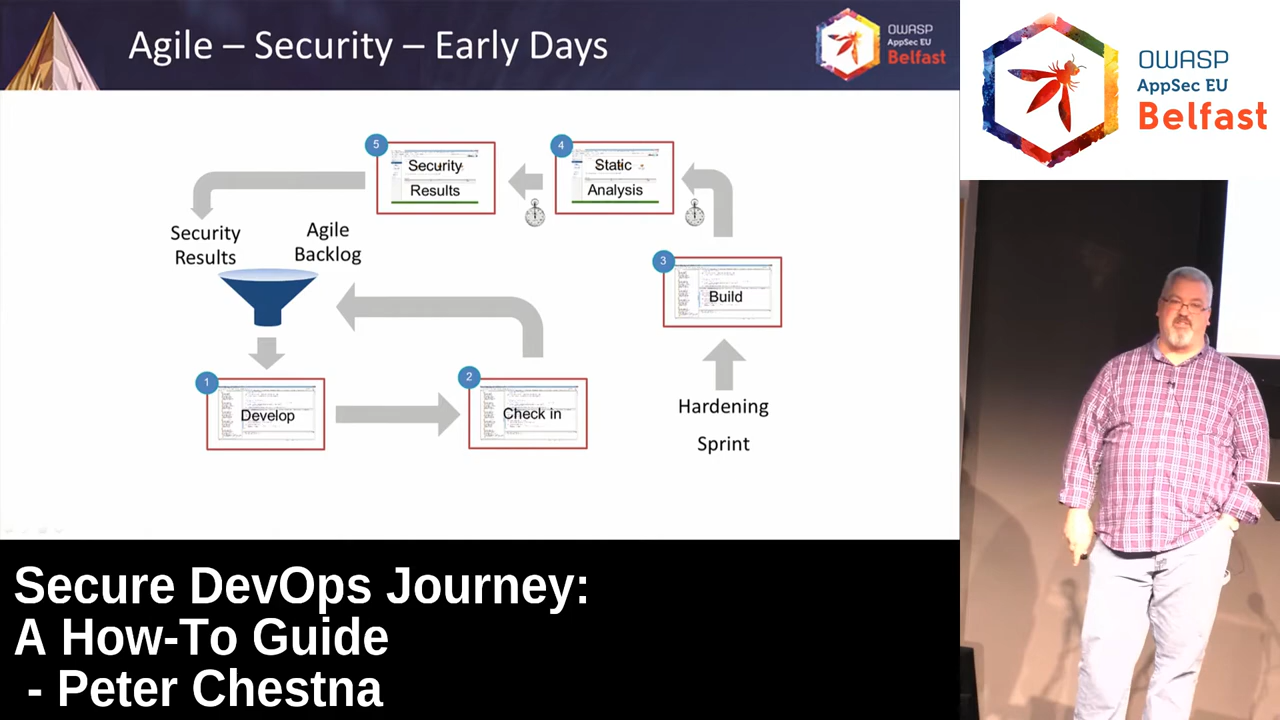 Agile – Security – Early Days
OWASP
AppSec EU
Belfast
OWASP
AppSec EU
Belfast
5
Security
Results
4
Static
Analysis
Security
Results
Agile
Backlog
3
Build
1
Develop
2
Check in
Hardening
Sprint
Secure DevOps Journey:
A How-To Guide
- Peter Chestna